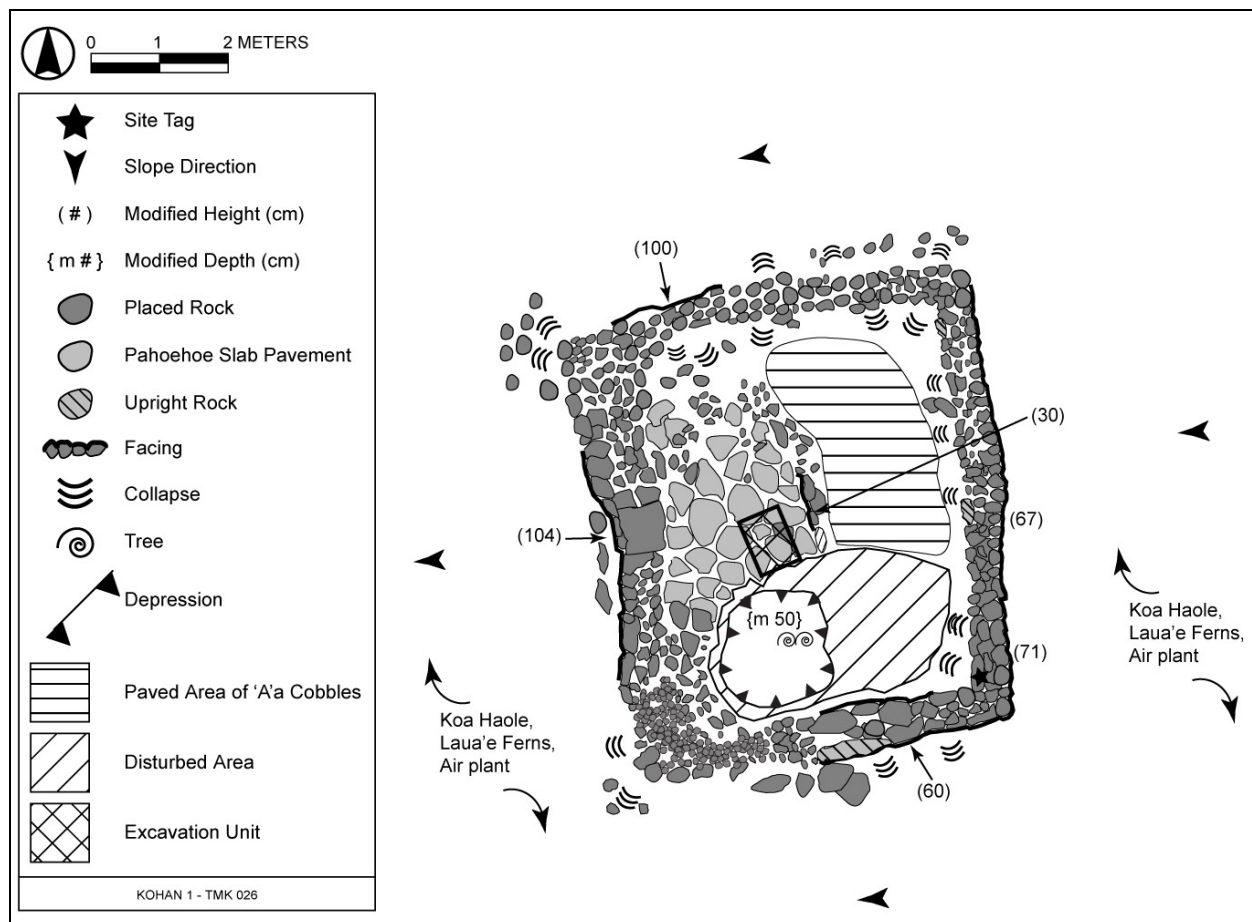 0 1 2 METERS
Site Tag
Slope Direction
( # ) Modified Height (cm)
{ m # } Modified Depth (cm)
Placed Rock
Pahoehoe Slab Pavement
Upright Rock
Facing
Collapse
Tree
Depression
Paved Area of ‘A’a Cobbles
Disturbed Area
Excavation Unit
KOHAN 1 - TMK 026
(100)
(30)
(67)
(104)
{m 50}
(71)
(60)
Koa Haole,
Laua’e Ferns,
Air plant
Koa Haole,
Laua’e Ferns,
Air plant